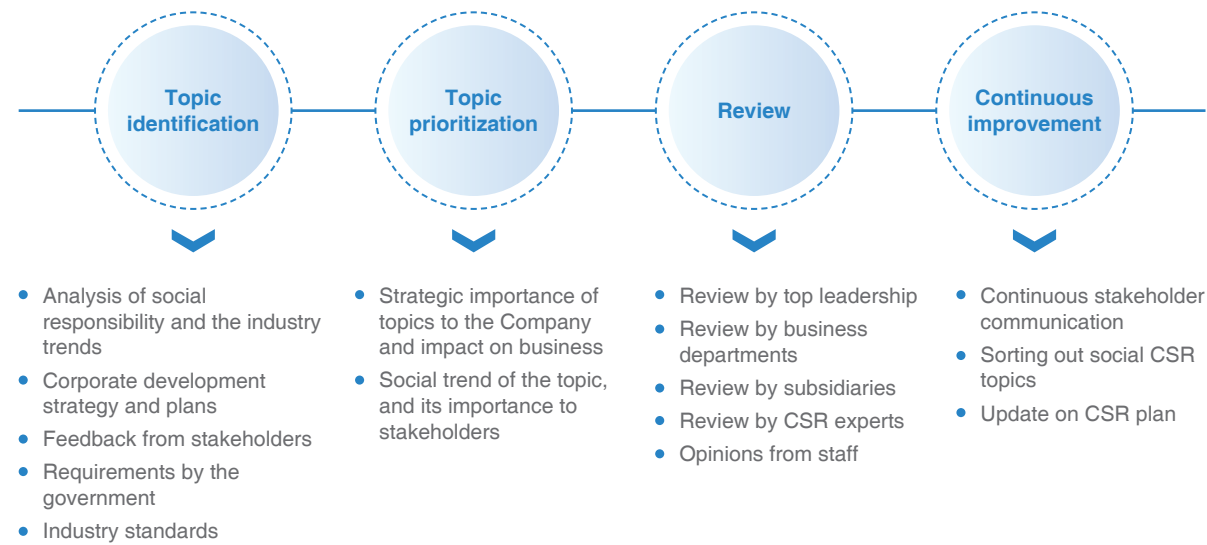 Topic
identification
Topic
prioritization
Review
Continuous
improvement
Analysis of social
responsibility and the industry
trends
Corporate development
strategy and plans
Feedback from stakeholders
Requirements by the
government
Industry standards
Strategic importance of
topics to the Company
and impact on business
Social trend of the topic,
and its importance to
stakeholders
Review by top leadership
Review by business
departments
Review by subsidiaries
Review by CSR experts
Opinions from staff
Continuous stakeholder
communication
Sorting out social CSR
topics
Update on CSR plan